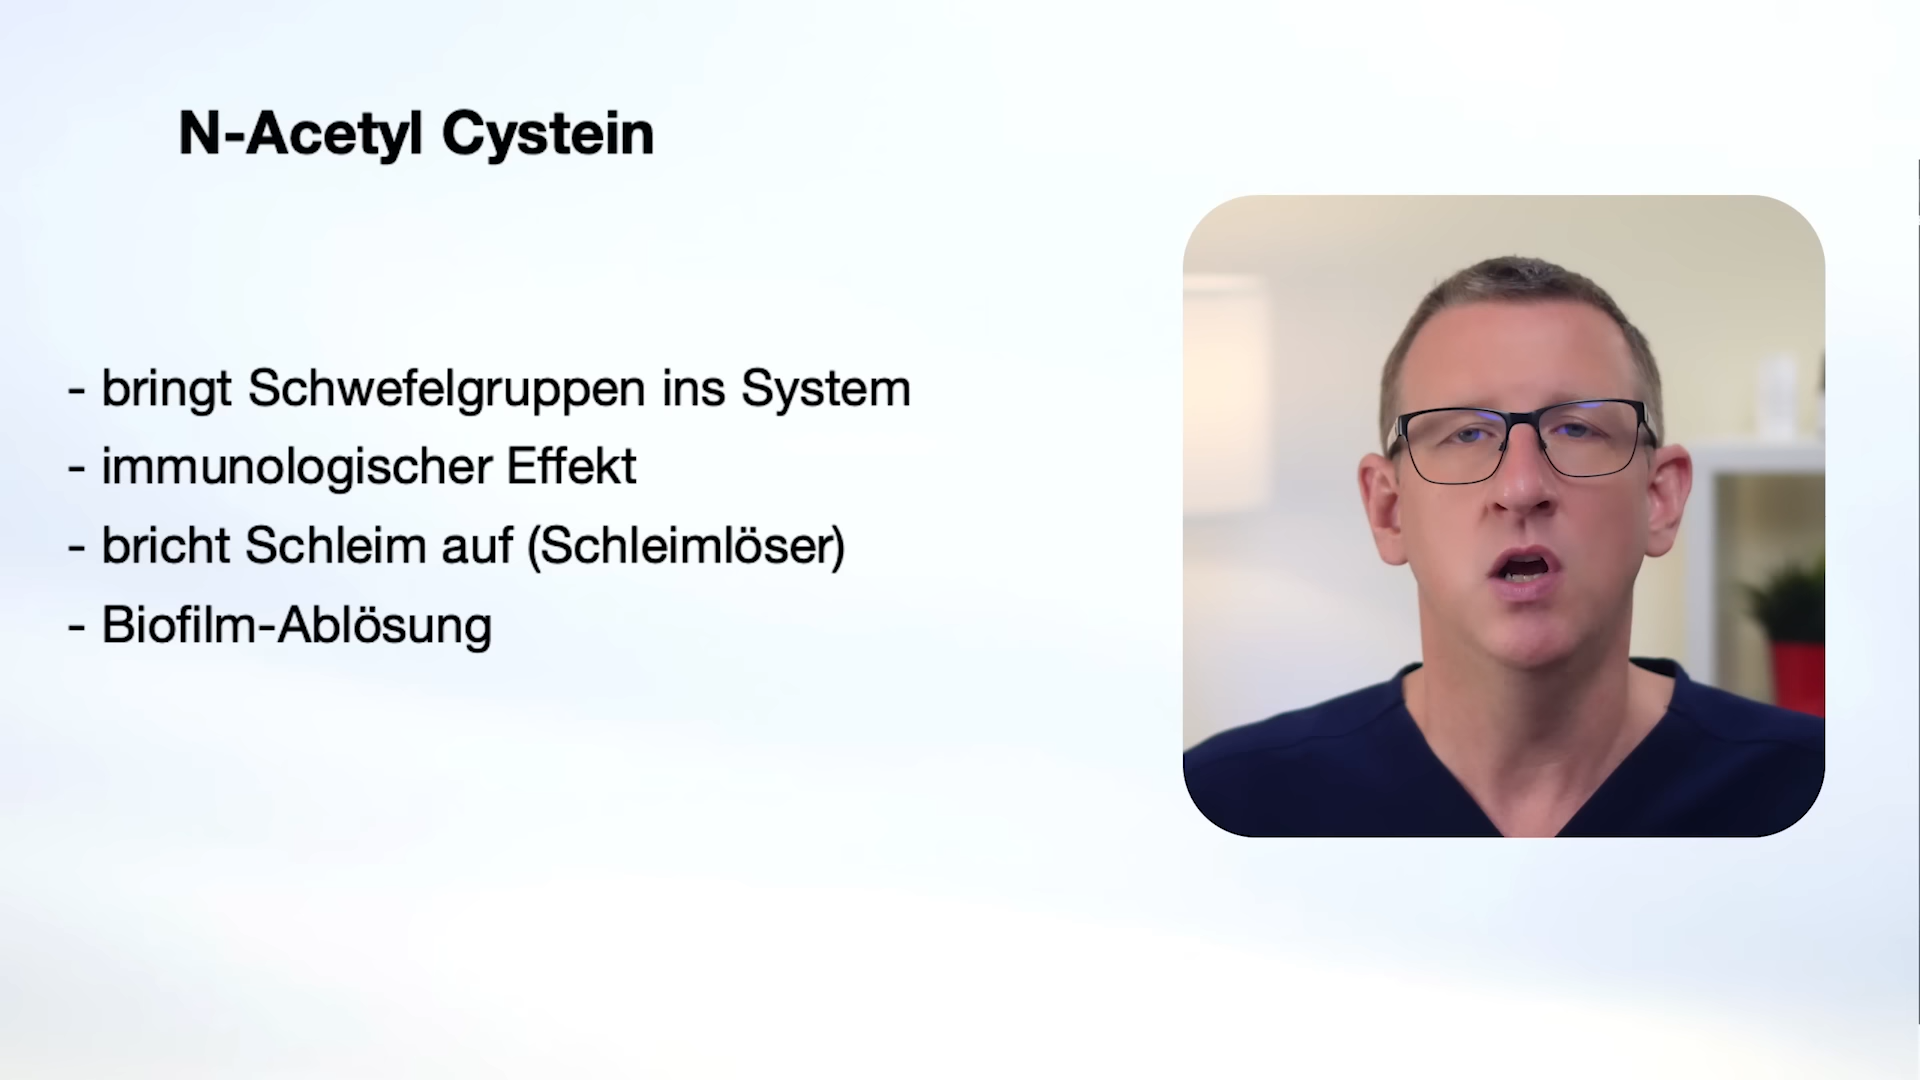 N-Acetyl Cystein
- bringt Schwefelgruppen ins System
- immunologischer Effekt
- bricht Schleim auf (Schleimlöser)
- Biofilm-Ablösung